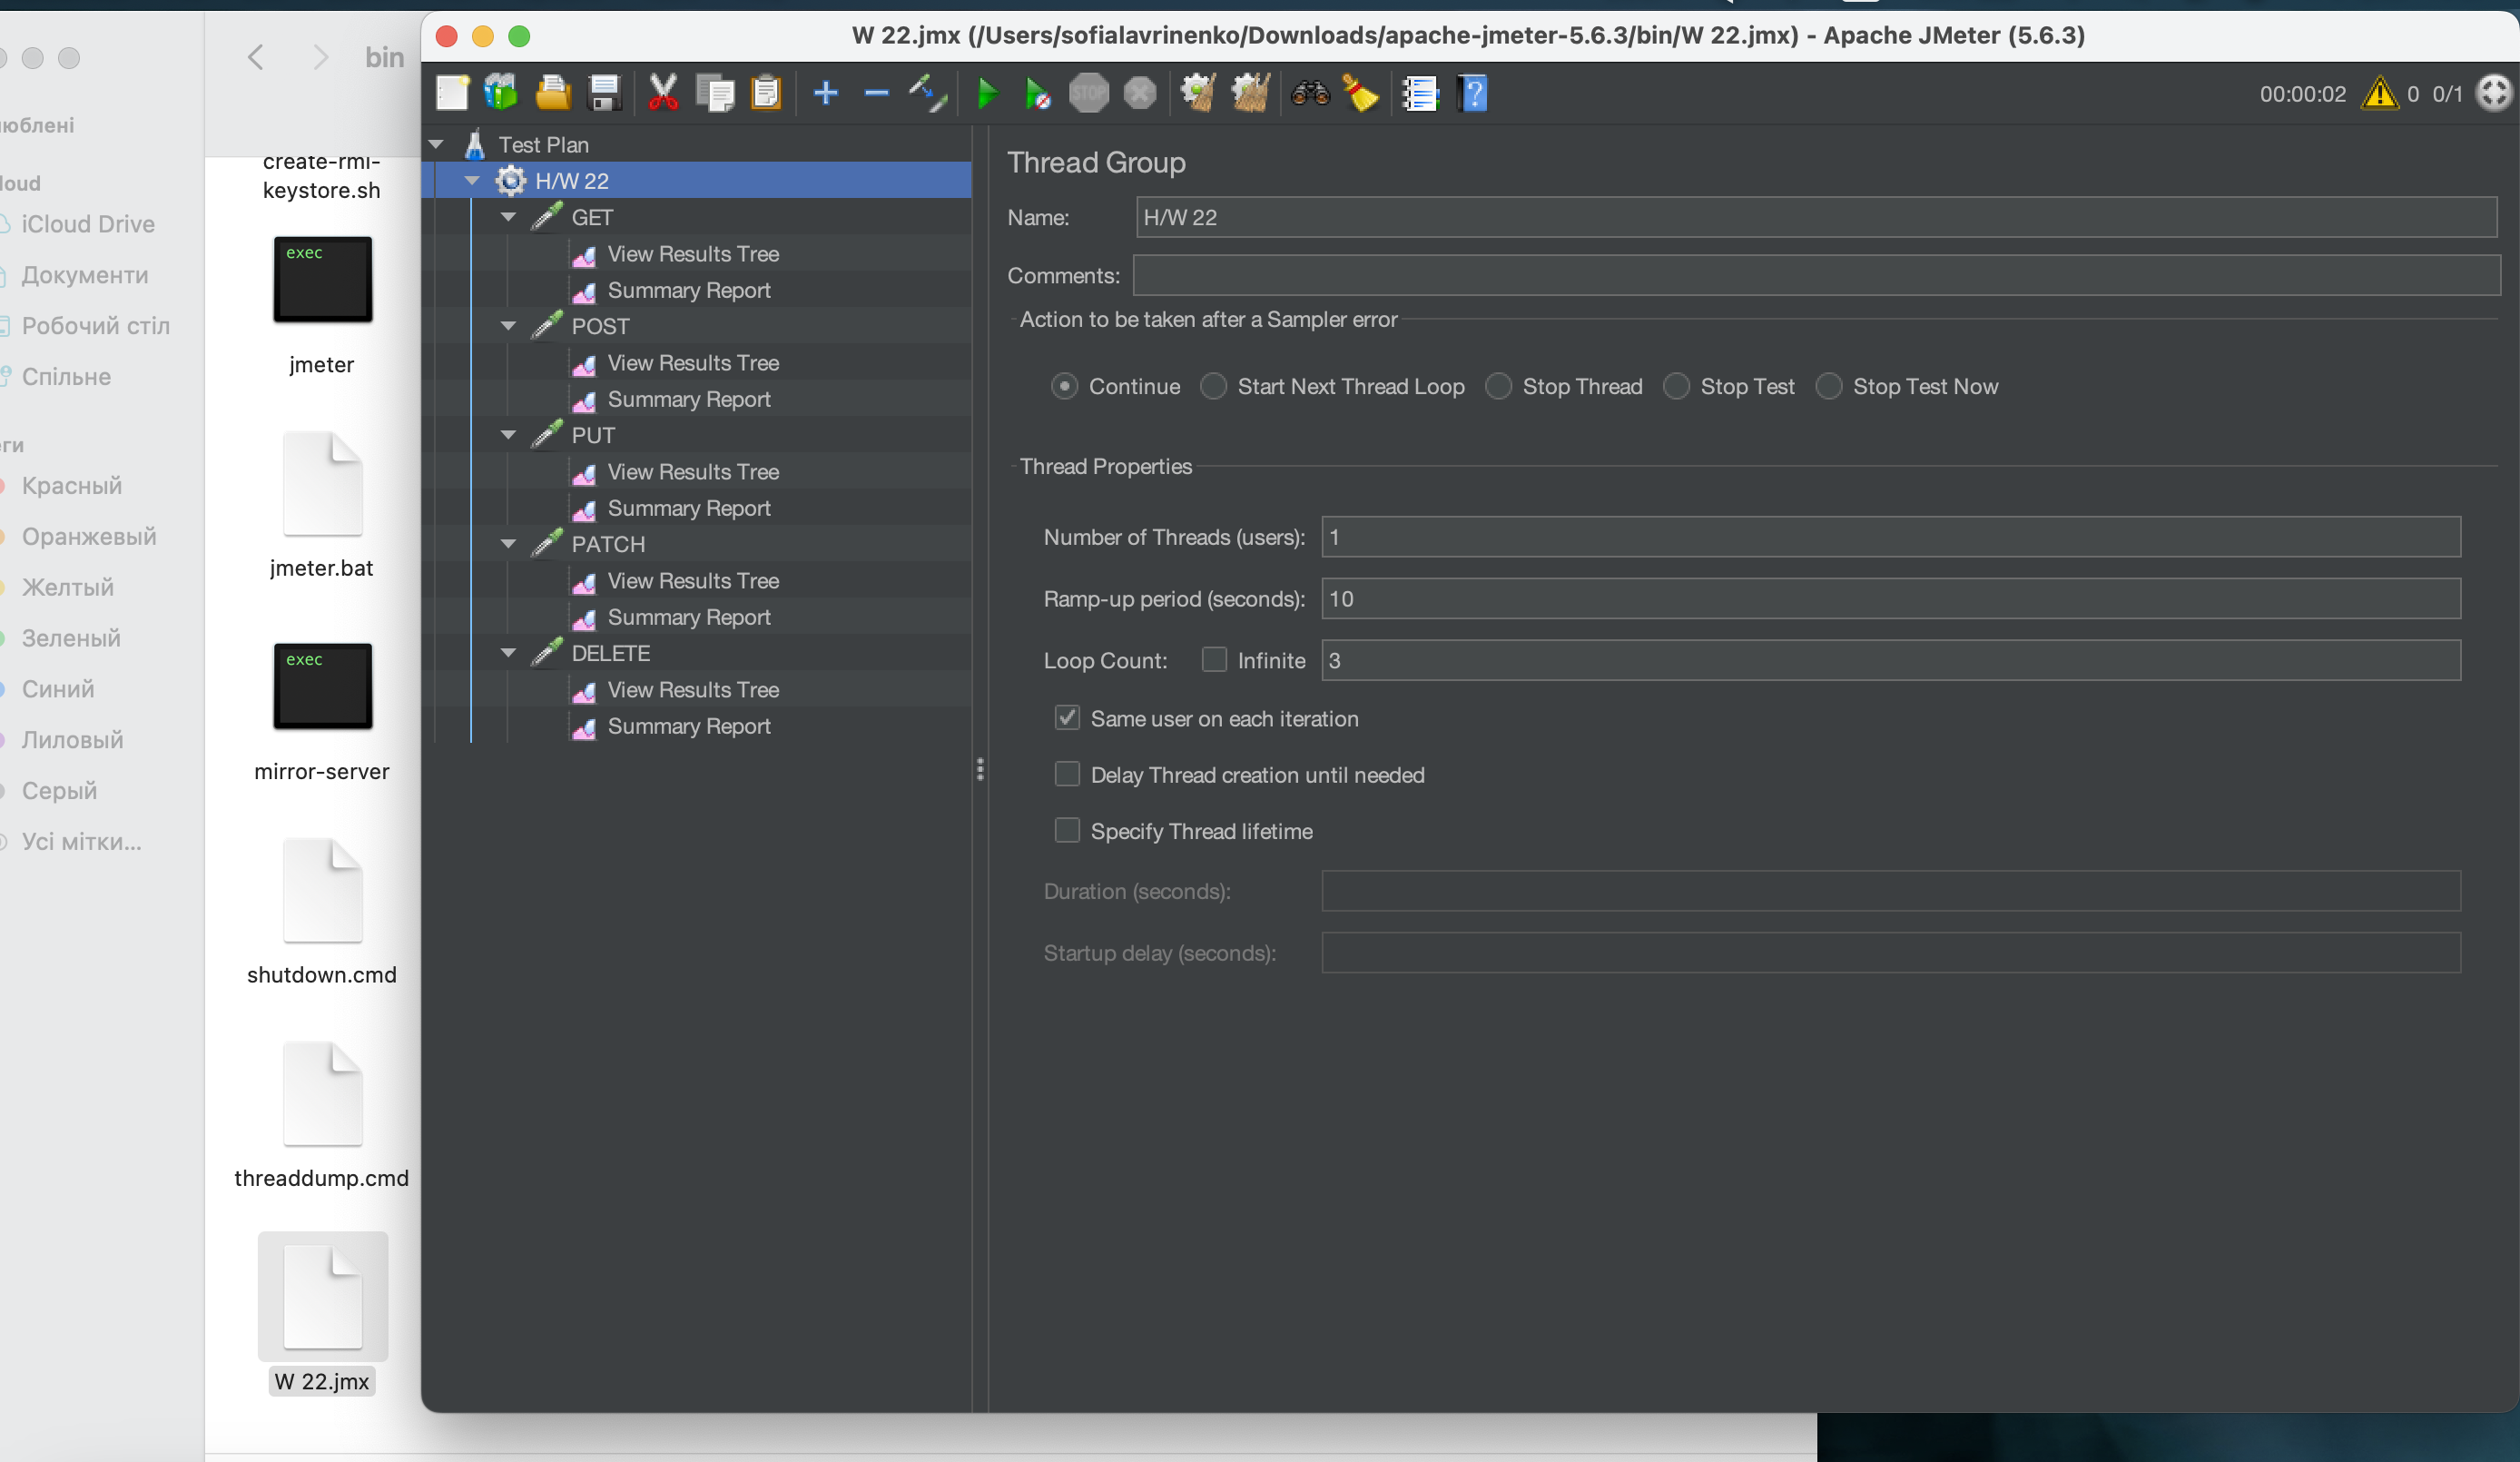 W 22.jmx (/Users/sofialavrinenko/Downloads/apache-jmeter-5.6.3/bin/W 22.jmx) - Apache JMeter (5.6.3)
bin
юблені
loud
iCloud Drive
Документи
Робочий стіл
Спільне
еги
Красный
Оранжевый
Желтый
Зеленый
Синий
Лиловый
Серый
Усі мітки...
create-rmi-
keystore.sh
exec
jmeter
jmeter.bat
exec
mirror-server
shutdown.cmd
threaddump.cmd
W 22.jmx
STOP
?
00:00:02
0
0/1
Test Plan
H/W 22
GET
View Results Tree
Summary Report
POST
View Results Tree
Summary Report
PUT
View Results Tree
Summary Report
PATCH
View Results Tree
Summary Report
DELETE
View Results Tree
Summary Report
Thread Group
Name: H/W 22
Comments:
Action to be taken after a Sampler error
Continue Start Next Thread Loop Stop Thread Stop Test Stop Test Now
Thread Properties
Number of Threads (users): 1
Ramp-up period (seconds): 10
Loop Count: Infinite 3
Same user on each iteration
Delay Thread creation until needed
Specify Thread lifetime
Duration (seconds):
Startup delay (seconds):